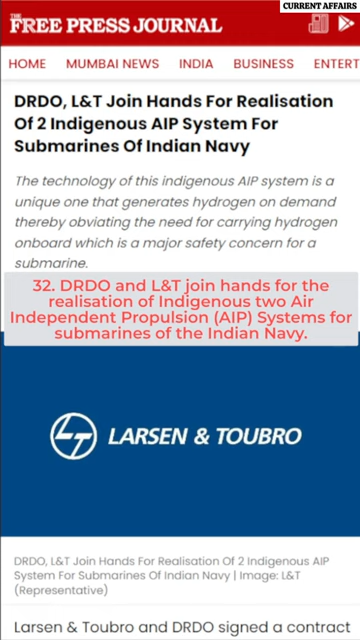 CURRENT AFFAIRS
THE
FREE PRESS JOURNAL
HOME MUMBAI NEWS INDIA BUSINESS ENTERT
DRDO, L&T Join Hands For Realisation
Of 2 Indigenous AIP System For
Submarines Of Indian Navy
The technology of this indigenous AIP system is a
unique one that generates hydrogen on demand
thereby obviating the need for carrying hydrogen
onboard which is a major safety concern for a
submarine.
32. DRDO and L&T join hands for the
realisation of Indigenous two Air
Independent Propulsion (AIP) Systems for
submarines of the Indian Navy.
LARSEN & TOUBRO
DRDO, L&T Join Hands For Realisation Of 2 Indigenous AIP
System For Submarines Of Indian Navy | Image: L&T
(Representative)
Larsen & Toubro and DRDO signed a contract